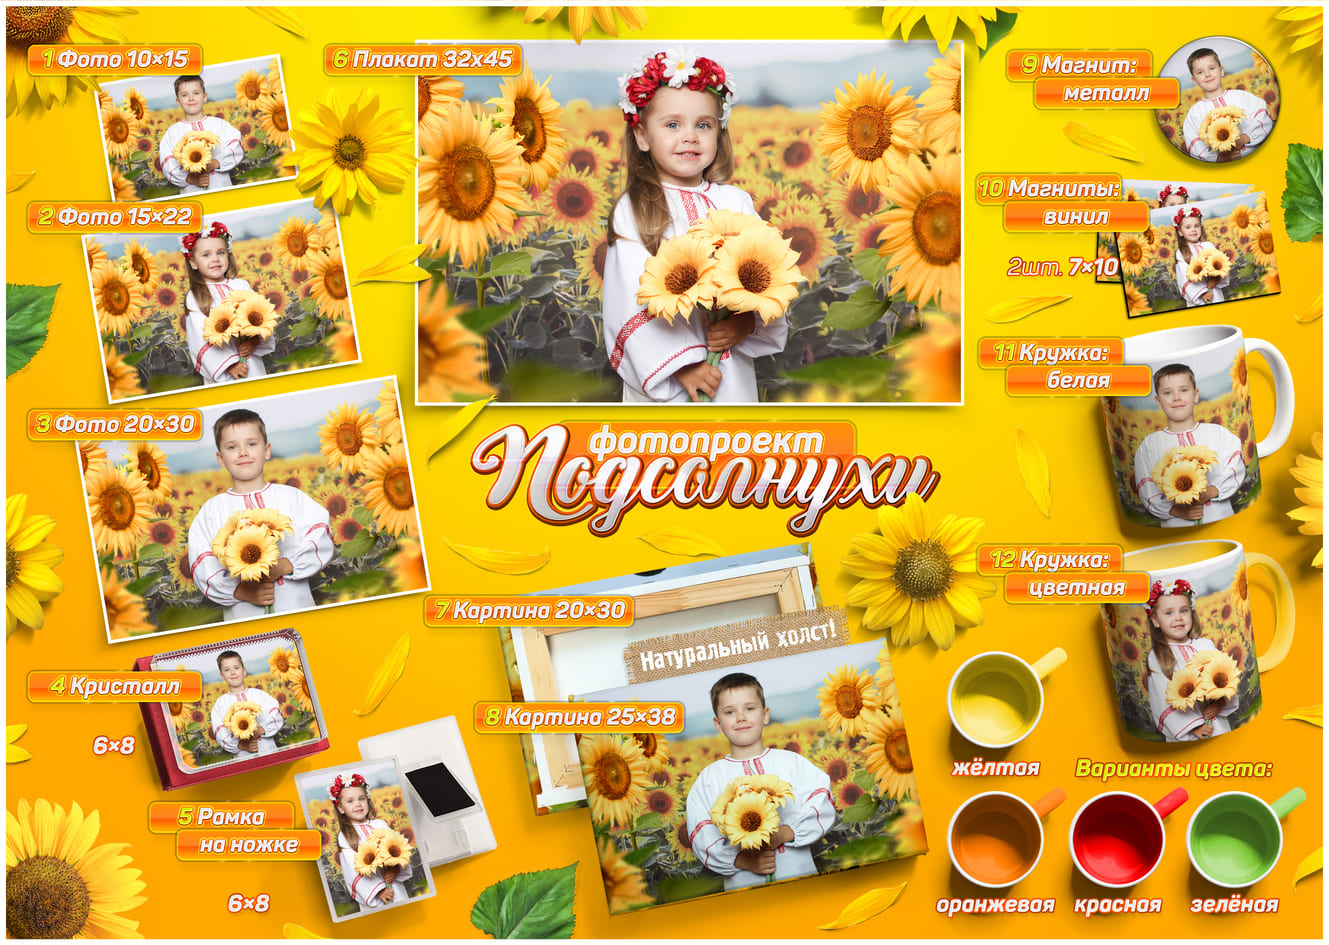 1 Фото 10×15
2 Фото 15×22
3 Фото 20×30
4 Кристалл
6×8
5 Рамка
на ножке
6×8
6 Плакат 32х45
фотопроект
Подсолнухи
7 Картина 20×30
Натуральный холст!
8 Картина 25×38
9 Магнит:
металл
10 Магниты:
винил
2шт. 7×10
11 Кружка:
белая
12 Кружка:
цветная
Варианты цвета:
жёлтая
оранжевая
красная
зелёная